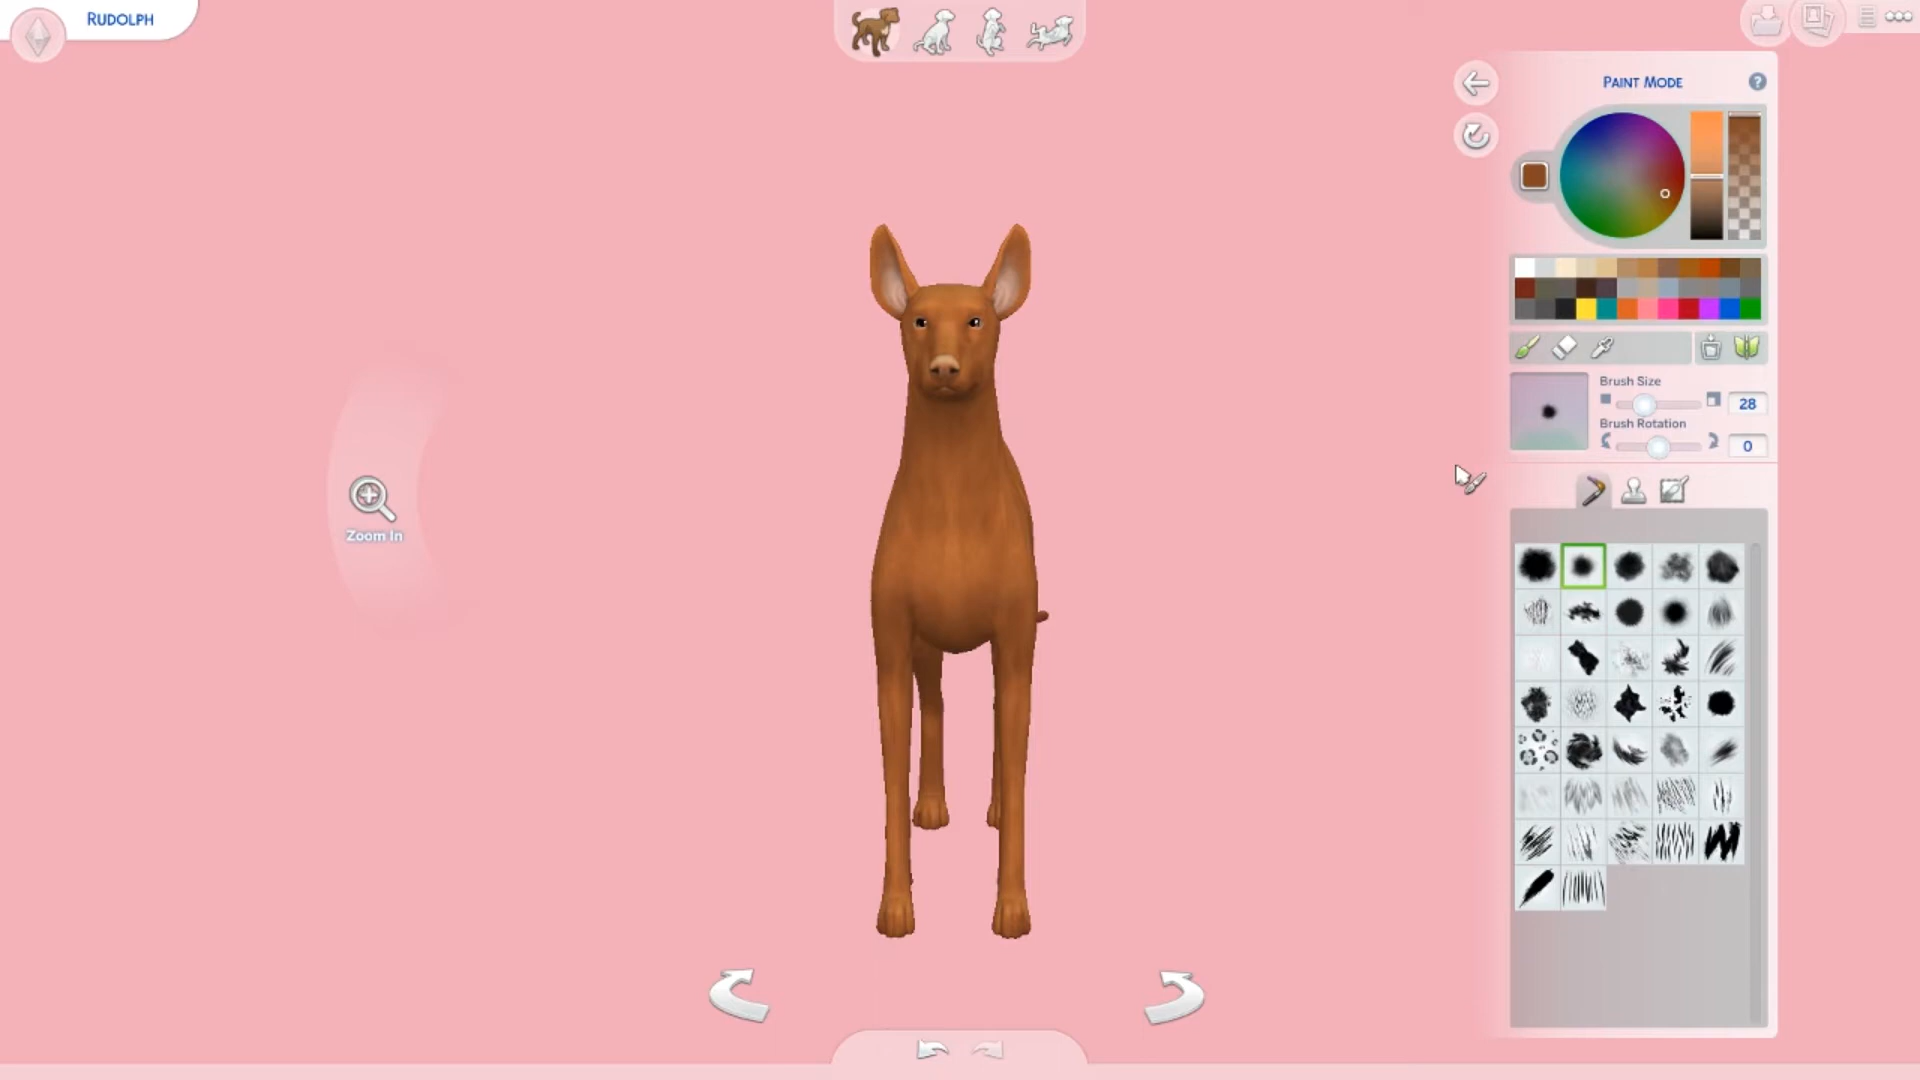 RUDOLPH
PAINT MODE
?
Brush Size
28
Brush Rotation
0
Zoom In